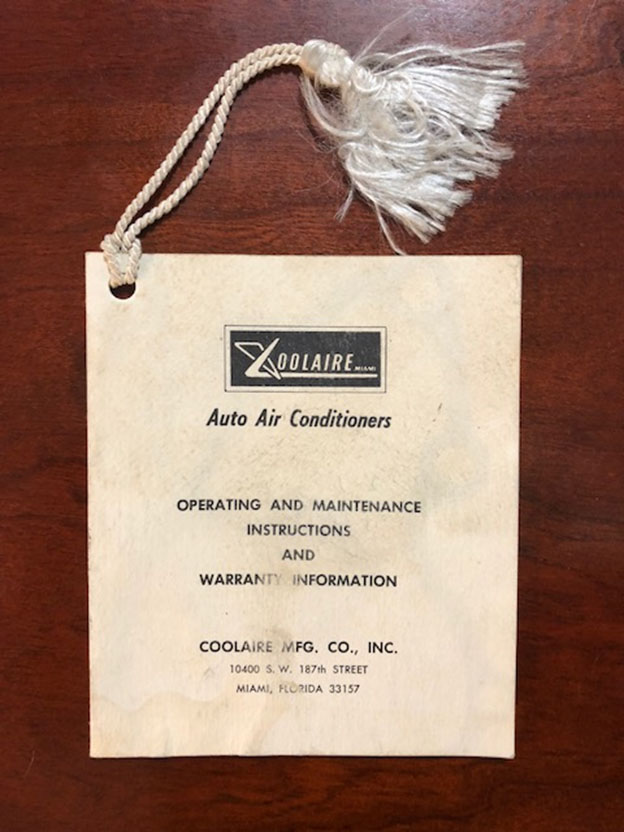 COOLAIRE MIAMI
Auto Air Conditioners
OPERATING AND MAINTENANCE
INSTRUCTIONS
AND
WARRANTY INFORMATION
COOLAIRE MFG. CO., INC.
10400 S. W. 187th STREET
MIAMI, FLORIDA 33157